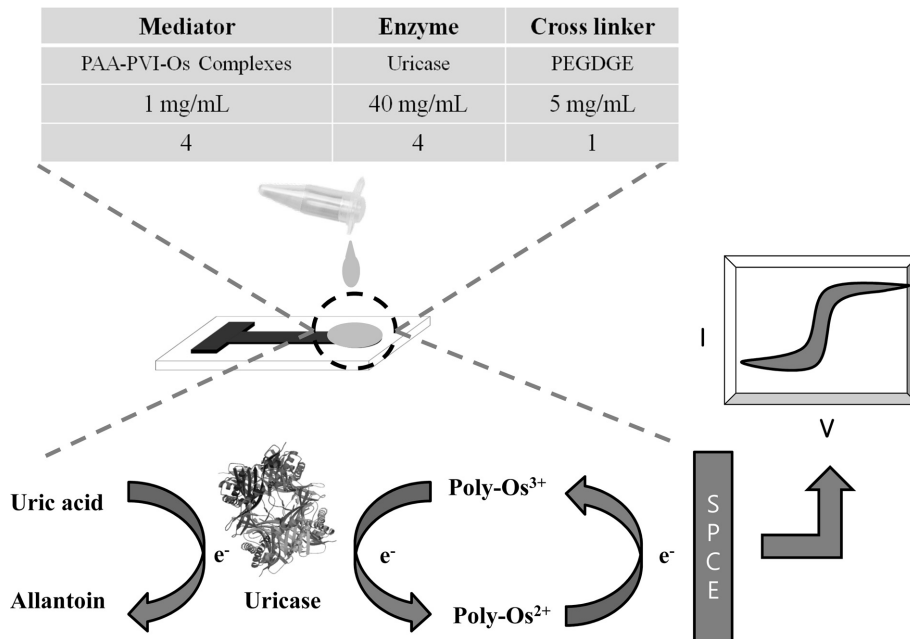 Mediator Enzyme Cross linker
PAA-PVI-Os Complexes Uricase PEGDGE
1 mg/mL 40 mg/mL 5 mg/mL
4 4 1
I
V
Uric acid
Allantoin
e⁻
Uricase
e⁻
Poly-Os³⁺
Poly-Os²⁺
e⁻
SPCE